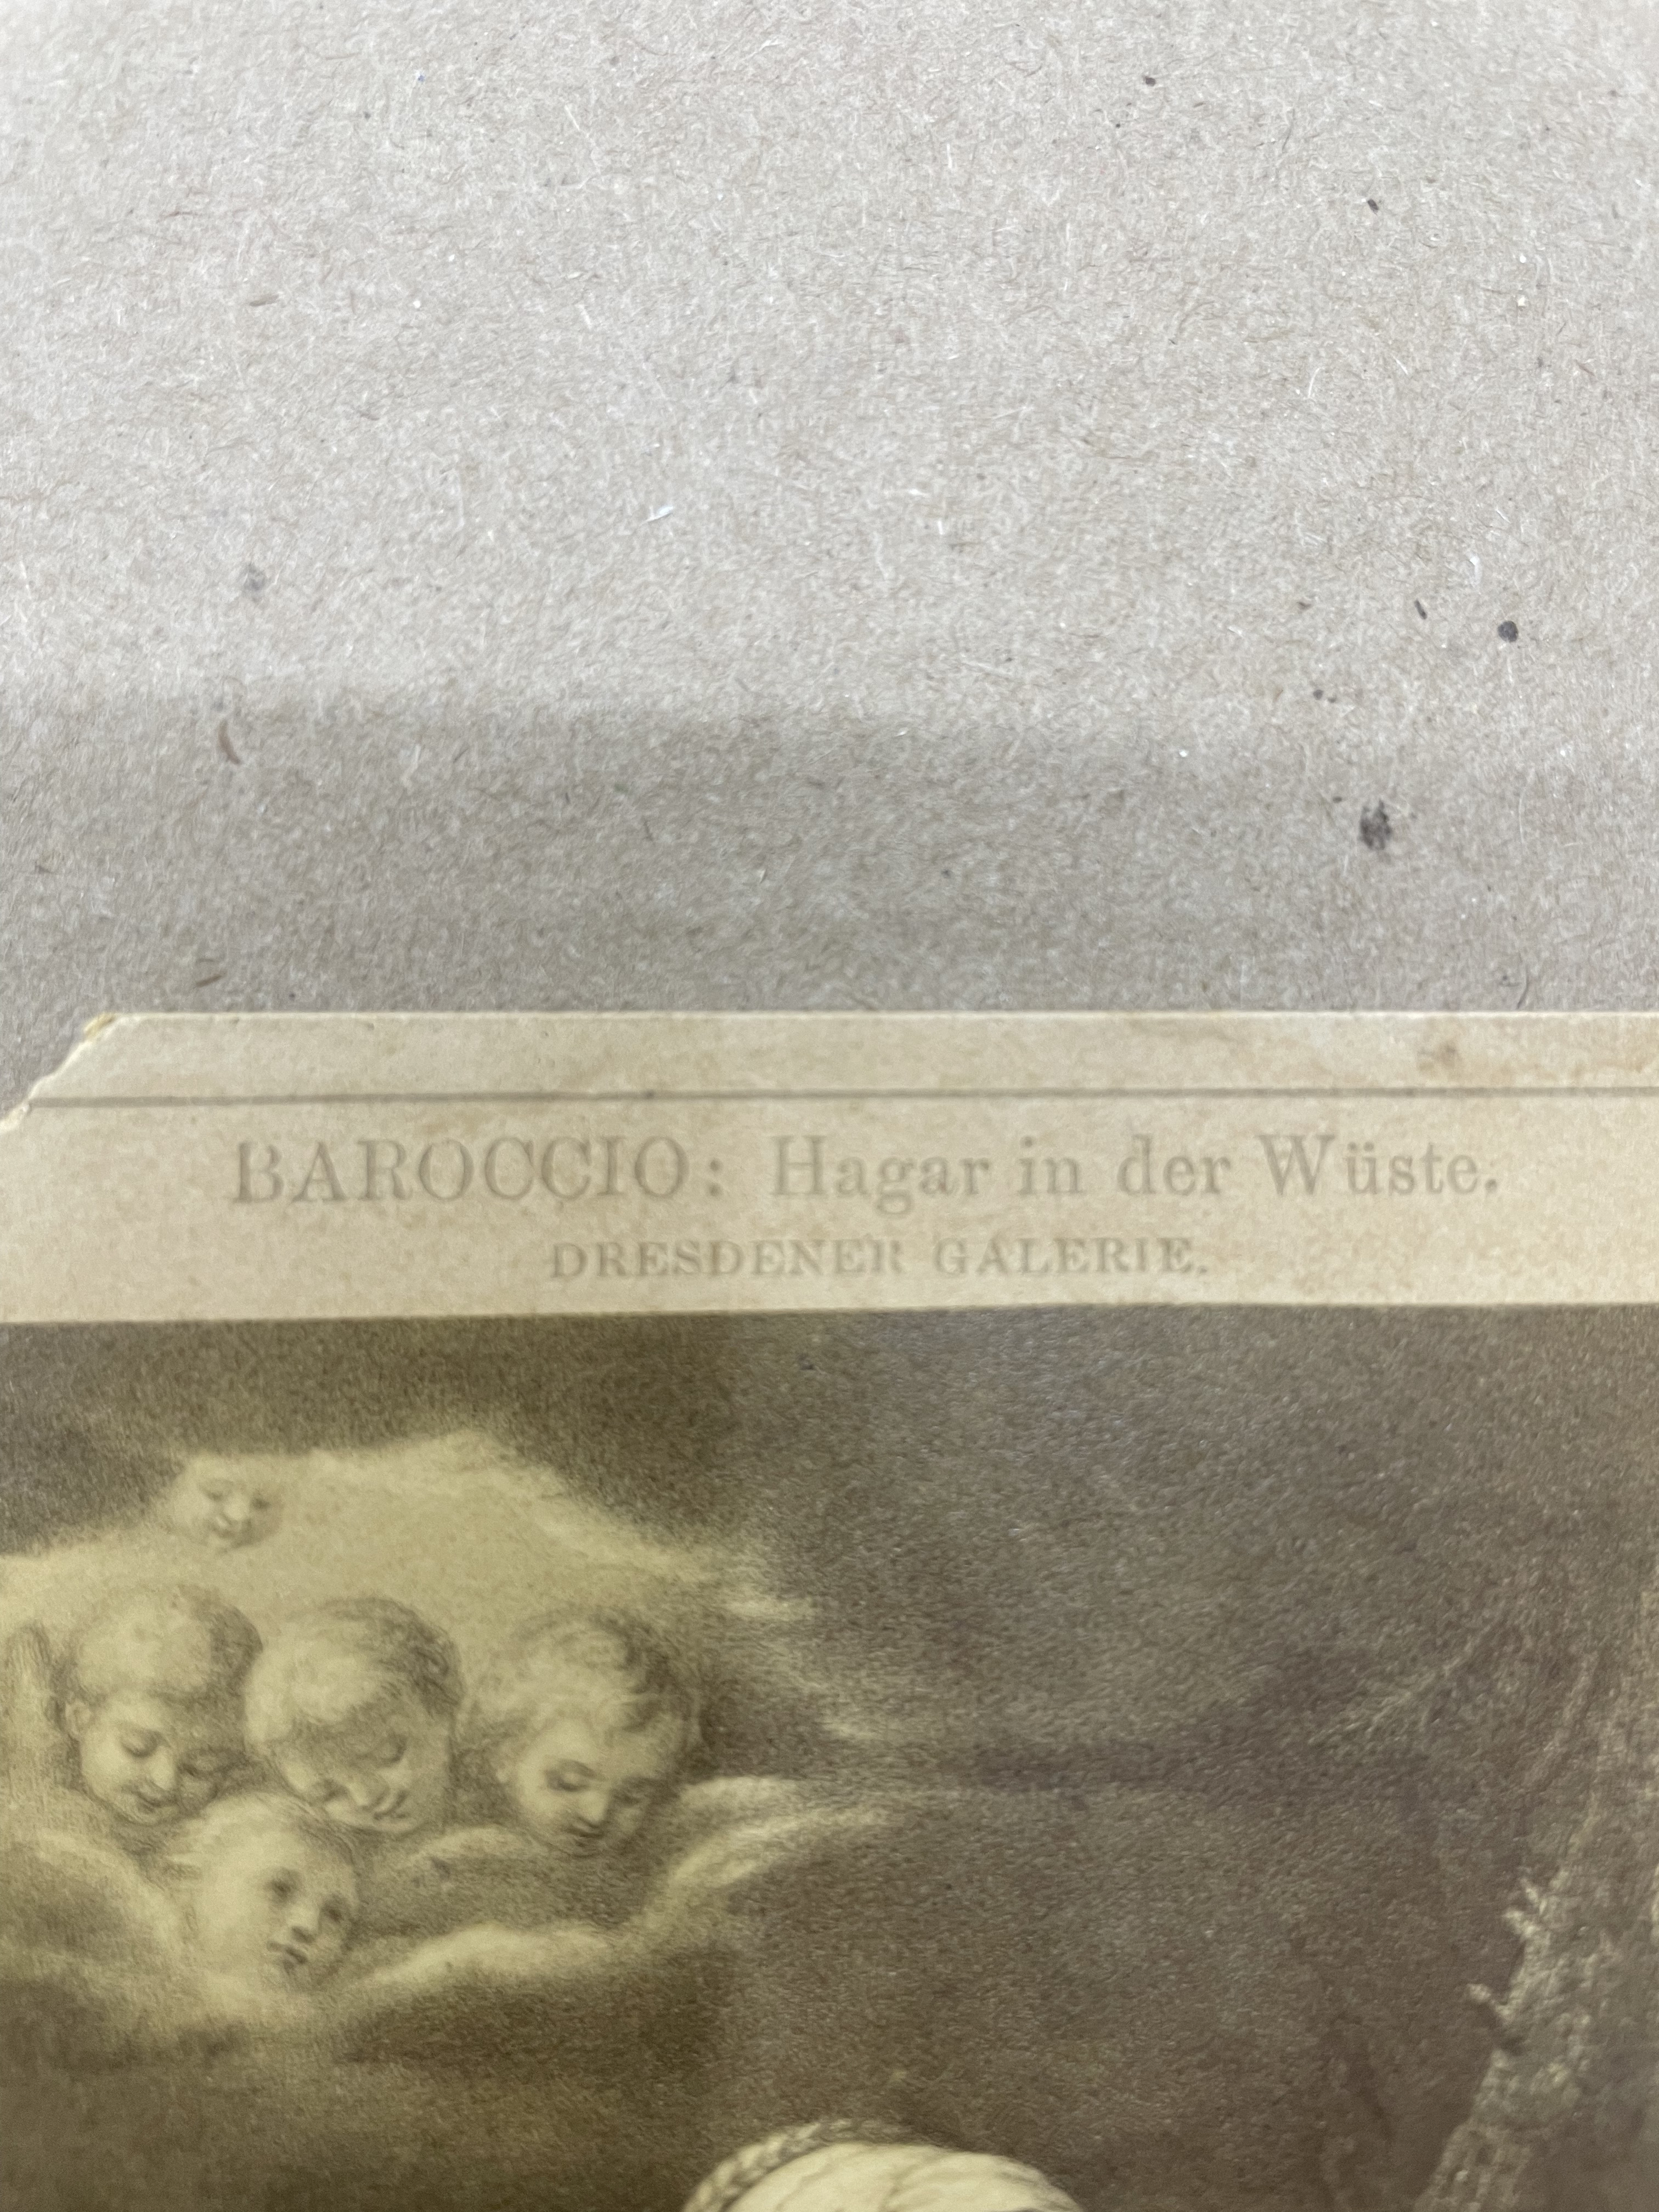 BAROCCIO: Hagar in der Wüste.
DRESDENER GALERIE.